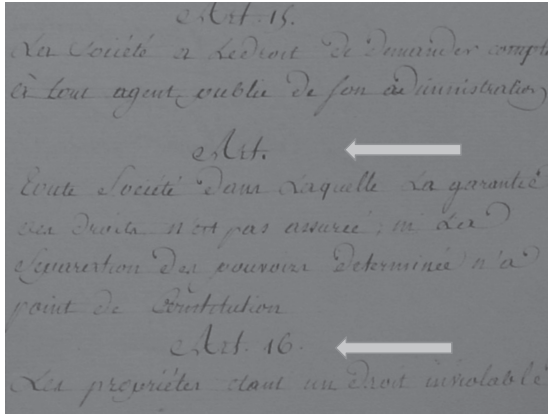 Art. 15.
La Société a Le droit de demander compte
à tout agent public de son administration
Art.
Toute Société dans Laquelle La garantie
des Droits n'est pas assurée, ni La
Séparation des pouvoirs determinée n'a
point de Constitution
Art. 16.
Les propriétés etant un droit inviolable